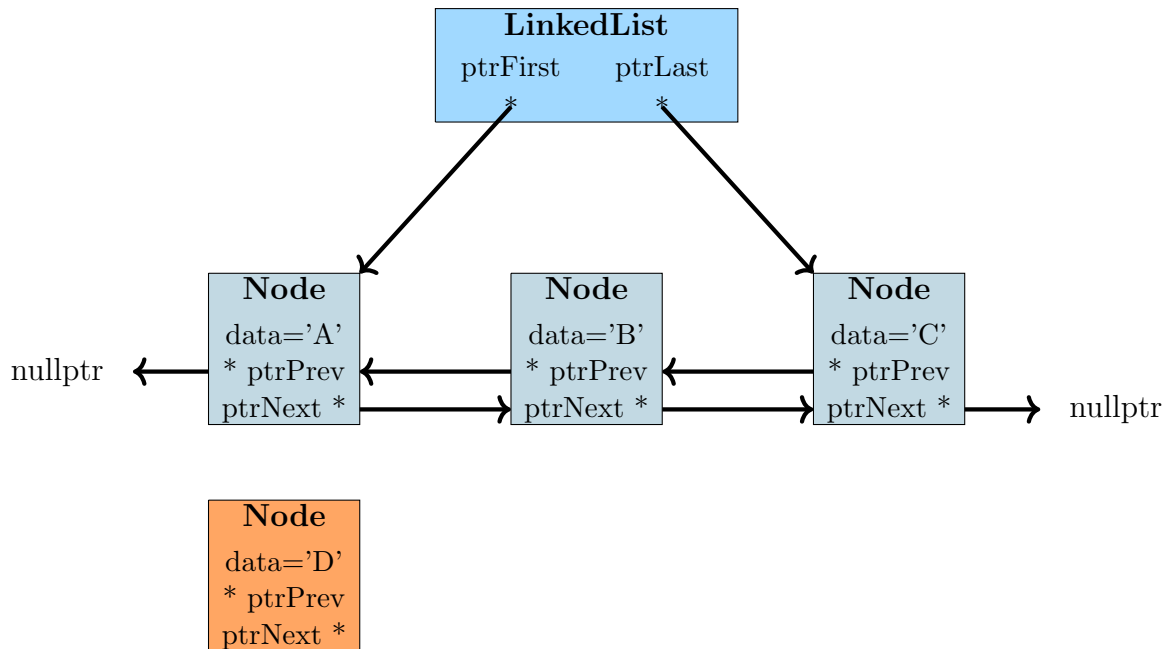 LinkedList
ptrFirst ptrLast
* *
Node Node Node
data='A' data='B' data='C'
nullptr * ptrPrev * ptrPrev * ptrPrev
ptrNext * ptrNext * ptrNext * nullptr
Node
data='D'
* ptrPrev
ptrNext *